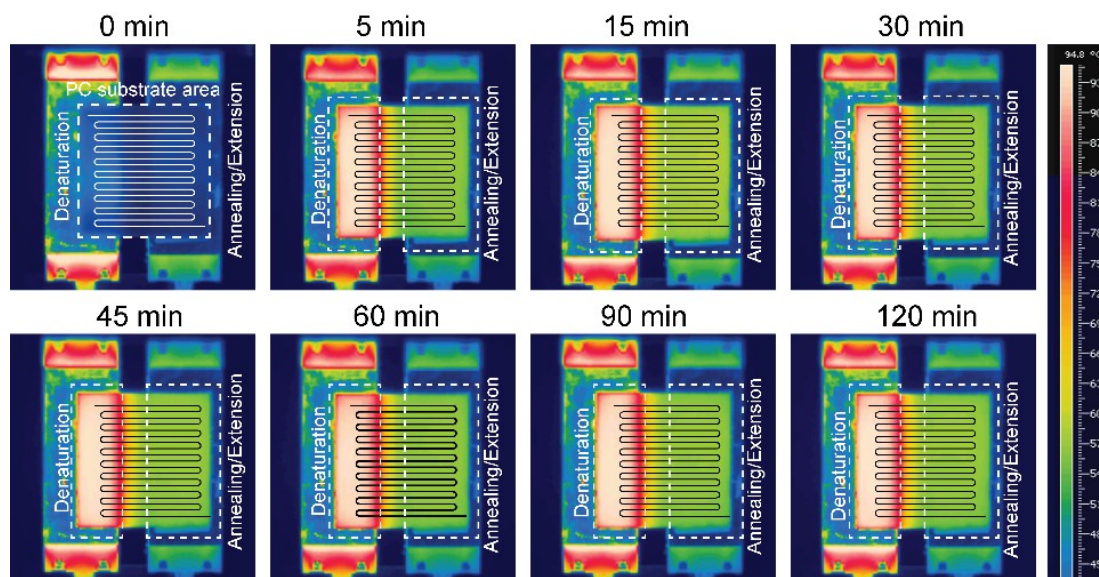 0 min
5 min
15 min
30 min
PC substrate area
Denaturation
Annealing/Extension
Denaturation
Annealing/Extension
Denaturation
Annealing/Extension
Denaturation
Annealing/Extension
94.8 °C
45 min
60 min
90 min
120 min
Denaturation
Annealing/Extension
Denaturation
Annealing/Extension
Denaturation
Annealing/Extension
Denaturation
Annealing/Extension